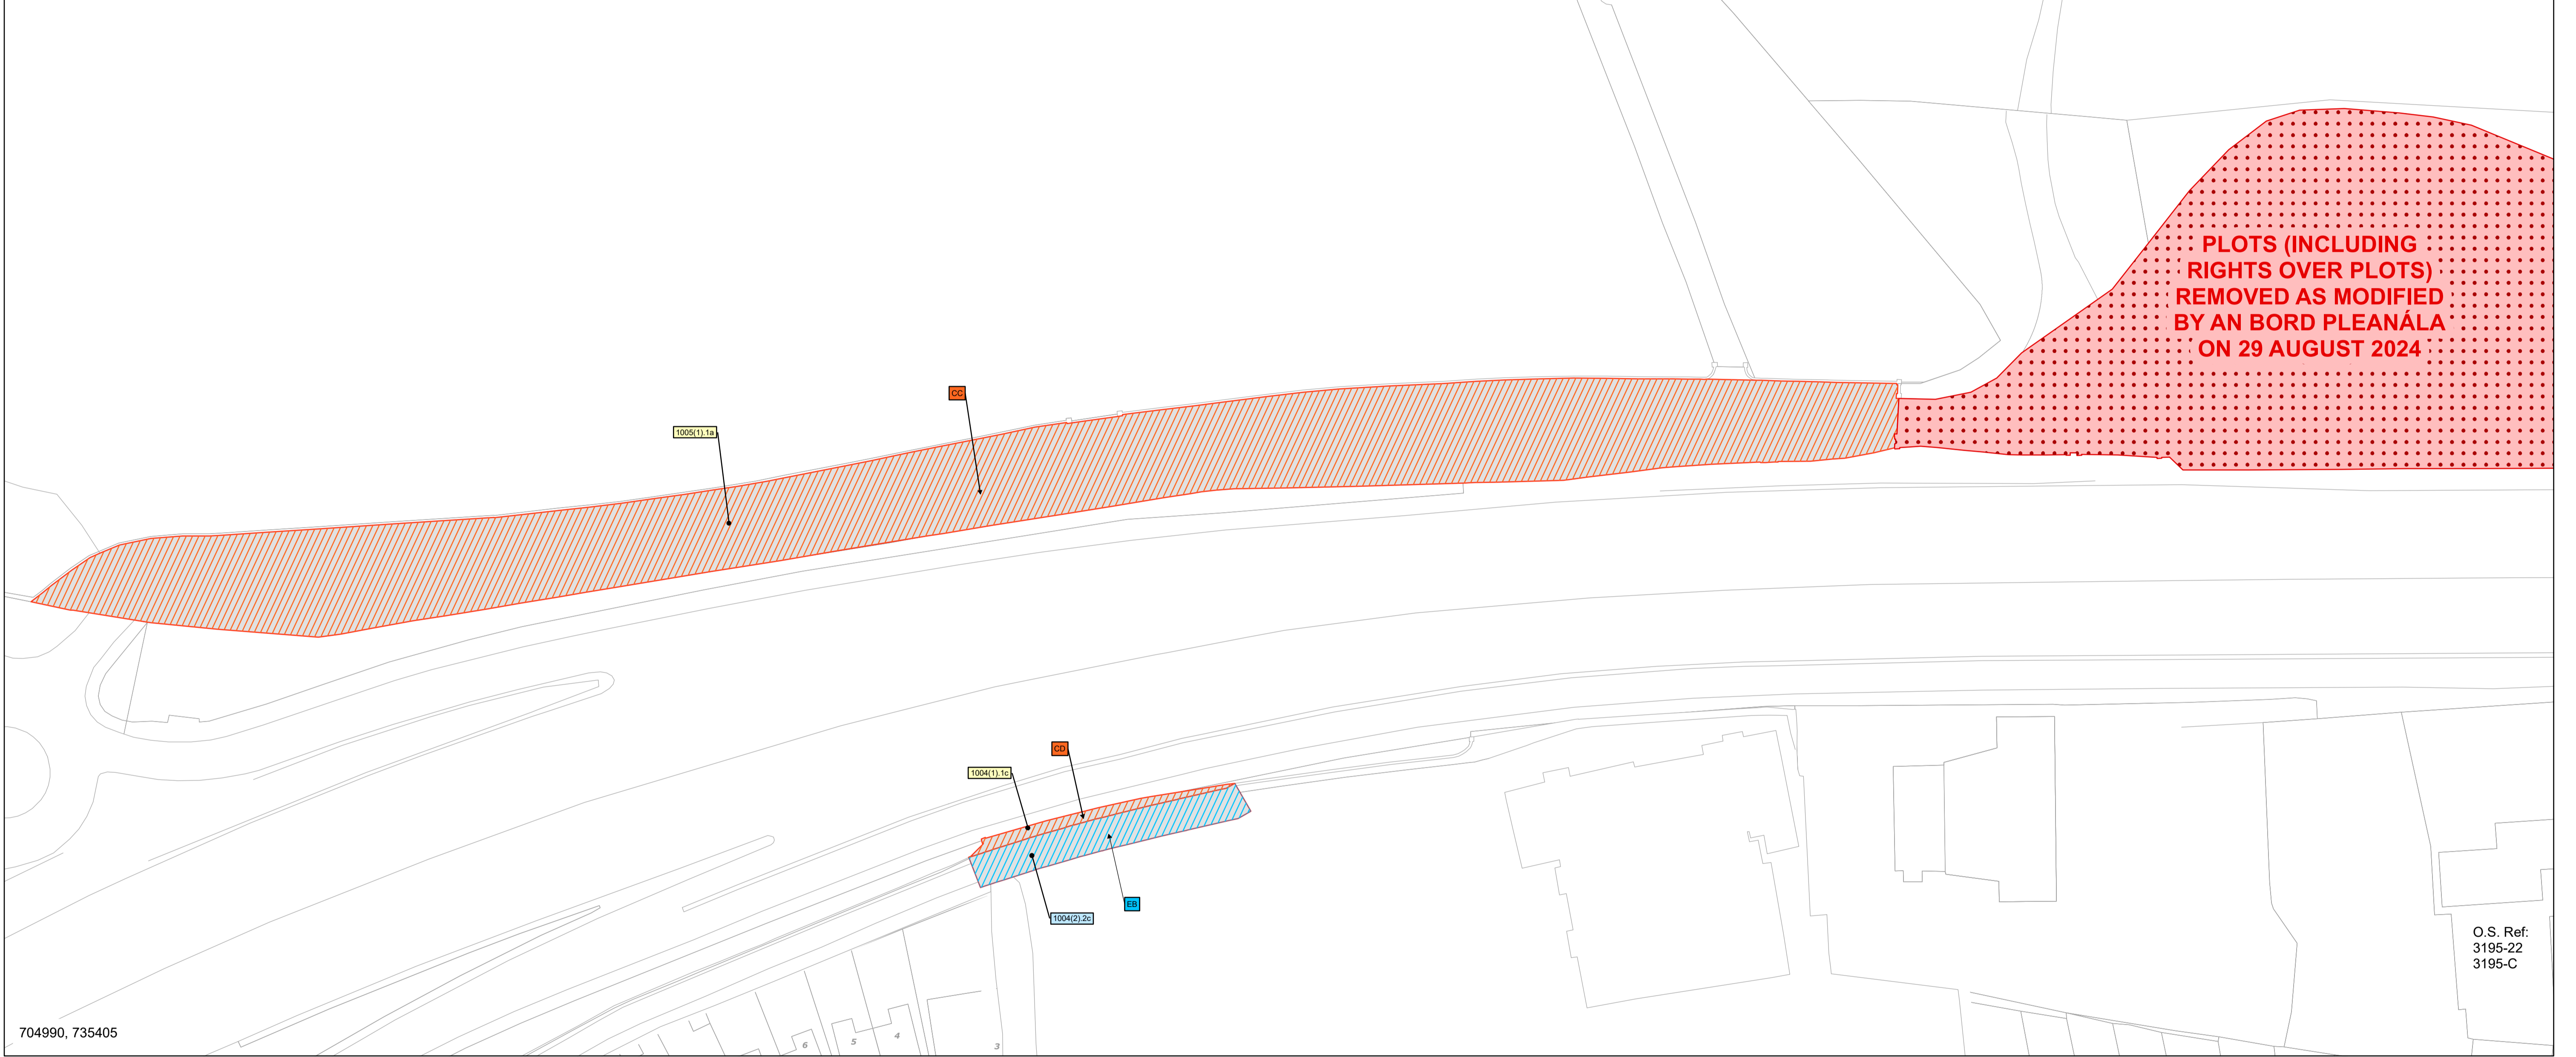 PLOTS (INCLUDING
RIGHTS OVER PLOTS)
REMOVED AS MODIFIED
BY AN BORD PLEANÁLA
ON 29 AUGUST 2024
CC
1005(1).1a
CD
1004(1).1c
EB
1004(2).2c
O.S. Ref:
3195-22
3195-C
704990, 735405
6
5
4
3